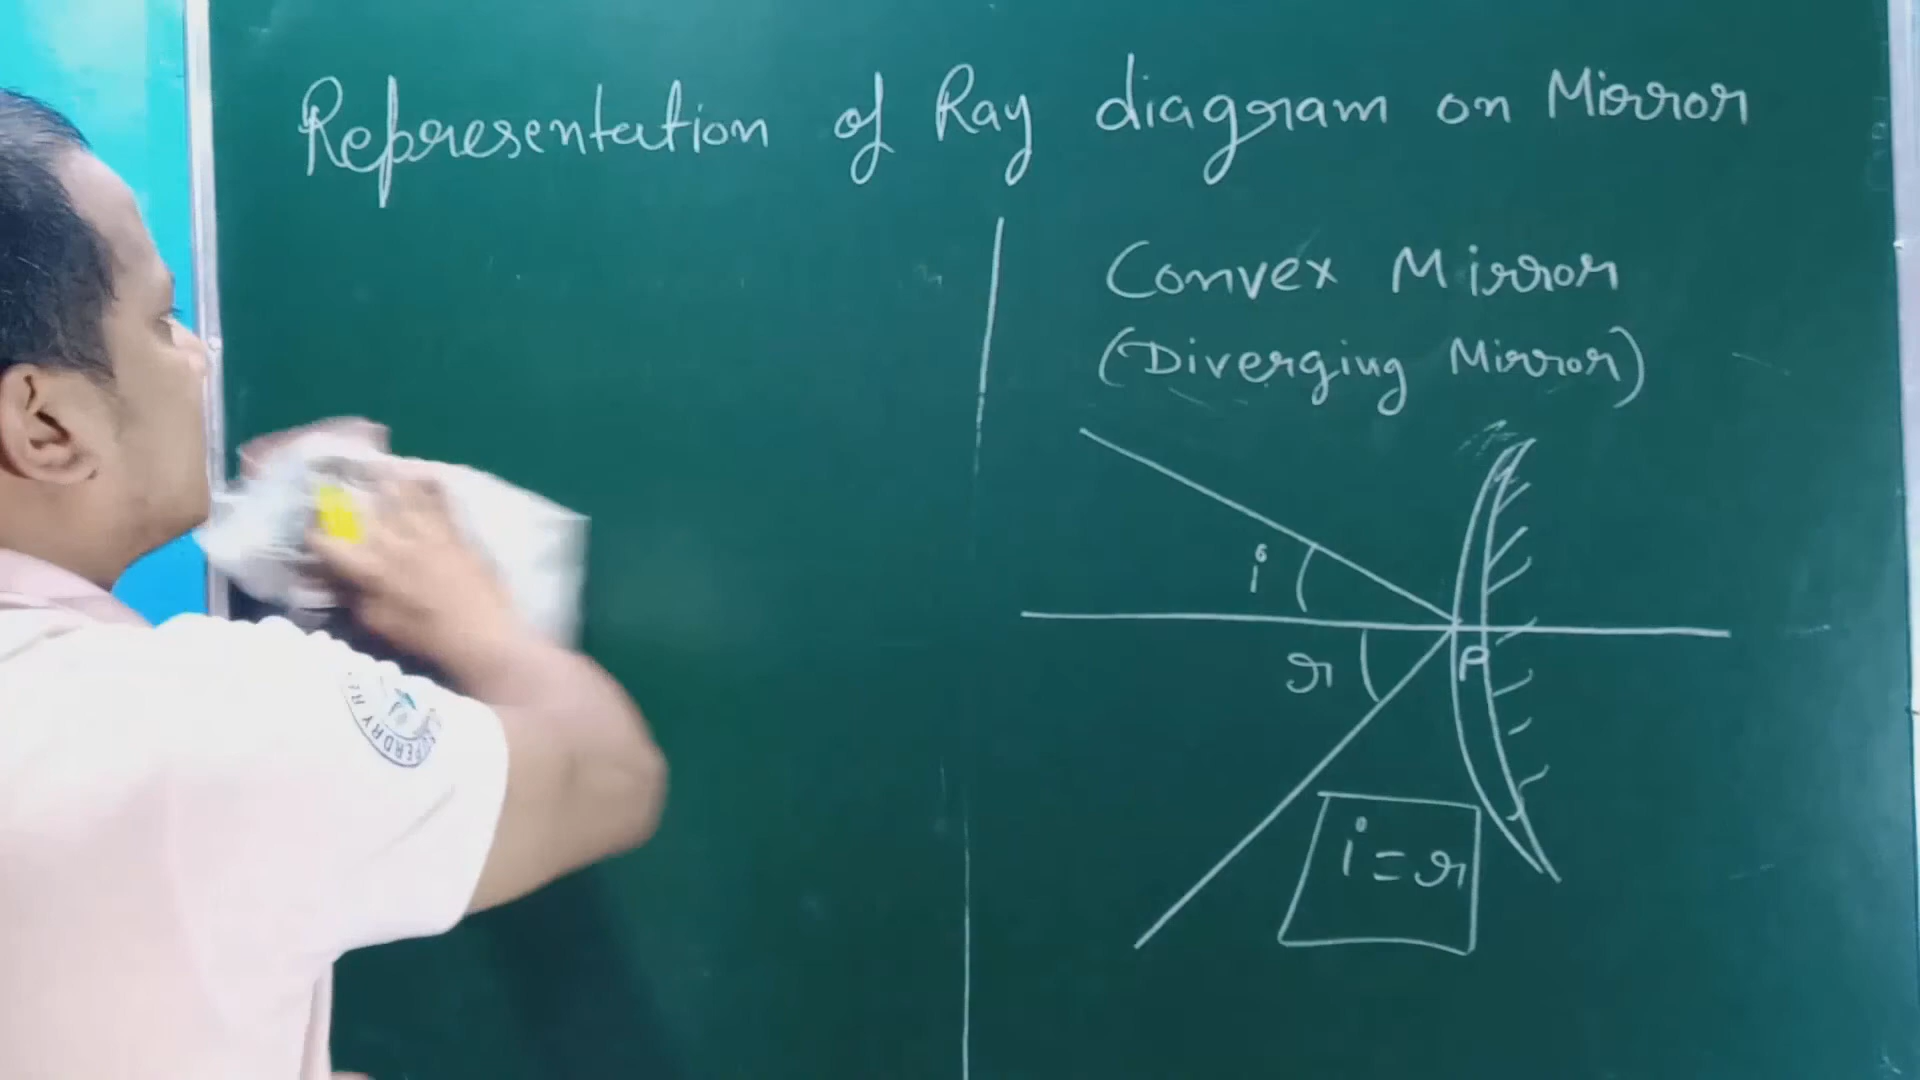 Representation of Ray diagram on Mirror
Convex Mirror
(Diverging Mirror)
i
r
P
i = r